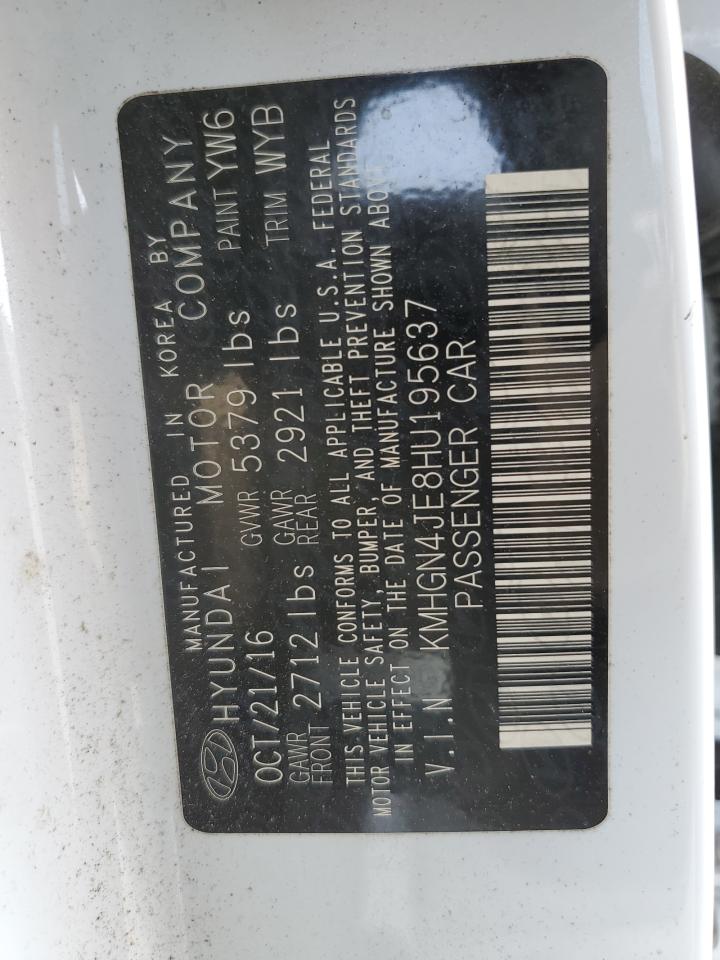 MANUFACTURED IN KOREA BY
HYUNDAI MOTOR COMPANY
OCT/21/16 GVWR 5379 lbs PAINT YW6
GAWR FRONT 2712 lbs GAWR REAR 2921 lbs TRIM WYB
THIS VEHICLE CONFORMS TO ALL APPLICABLE U.S.A. FEDERAL
MOTOR VEHICLE SAFETY, BUMPER, AND THEFT PREVENTION STANDARDS
IN EFFECT ON THE DATE OF MANUFACTURE SHOWN ABOVE.
V.I.N KMHGN4JE8HU195637
PASSENGER CAR